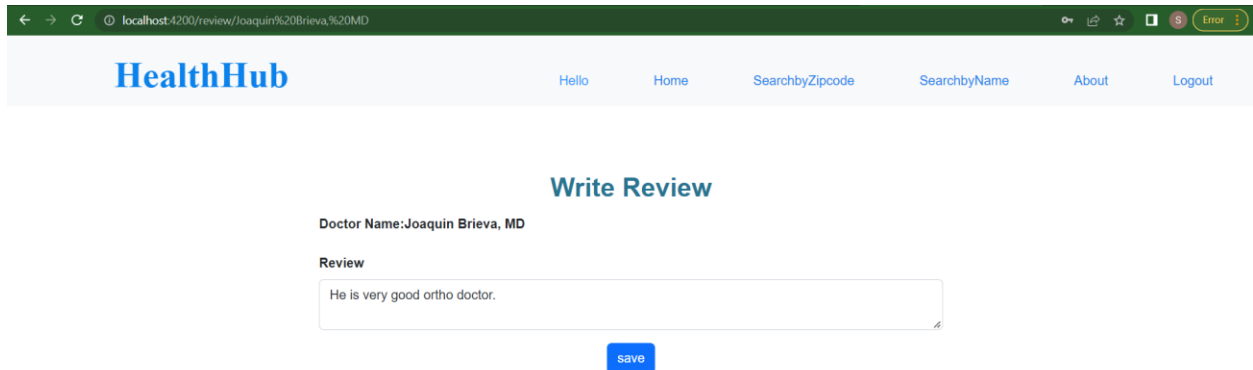 localhost:4200/review/Joaquin%20Brieva,%20MD S Error
HealthHub Hello Home SearchbyZipcode SearchbyName About Logout
Write Review
Doctor Name:Joaquin Brieva, MD
Review
He is very good ortho doctor.
save